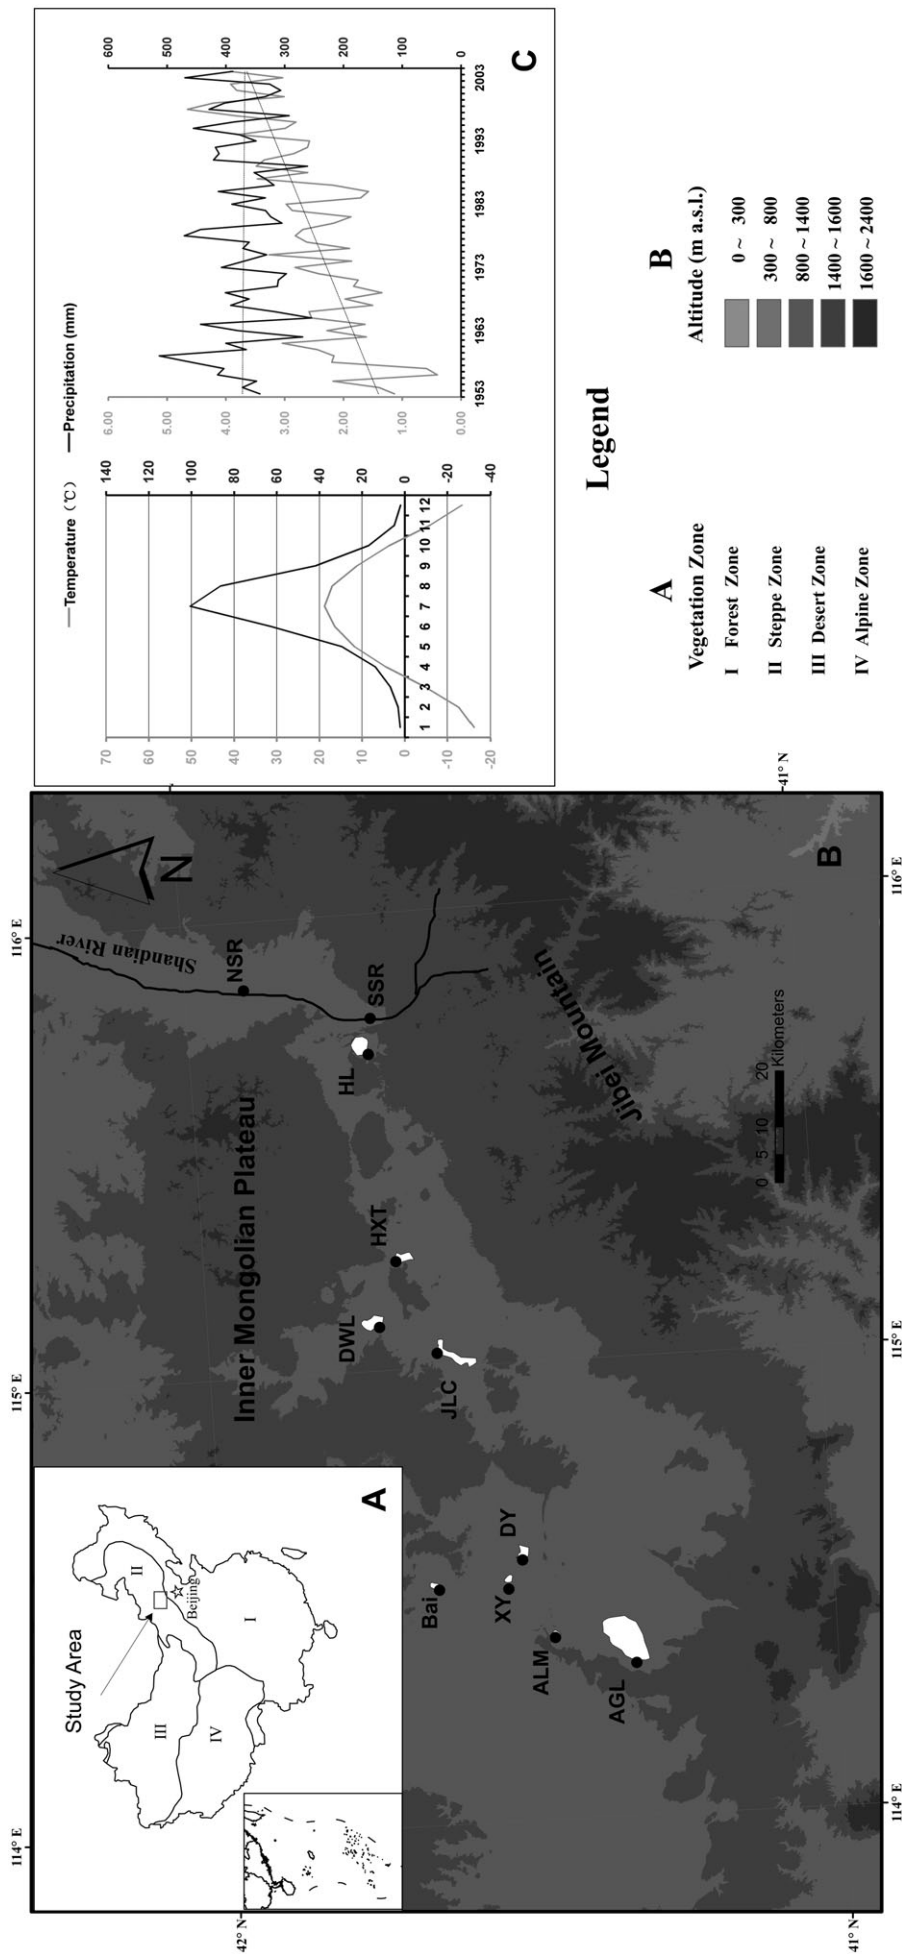 114° E
115° E
116° E
42° N
41° N
41° N
114° E
115° E
116° E
Study Area
I
II
III
IV
Beijing
A
Inner Mongolian Plateau
Shandian River
N
NSR
SSR
HL
HXT
DWL
JLC
Bai
XY
DY
ALM
AGL
Jibei Mountain
0 5 10 20
Kilometers
B
Temperature (℃)
Precipitation (mm)
70
60
50
40
30
20
10
0
-10
-20
140
120
100
80
60
40
20
0
-20
-40
1 2 3 4 5 6 7 8 9 10 11 12
6.00
5.00
4.00
3.00
2.00
1.00
0.00
600
500
400
300
200
100
0
1953 1963 1973 1983 1993 2003
C
Legend
A
Vegetation Zone
I Forest Zone
II Steppe Zone
III Desert Zone
IV Alpine Zone
B
Altitude (m a.s.l.)
0 ~ 300
300 ~ 800
800 ~ 1400
1400 ~ 1600
1600 ~ 2400